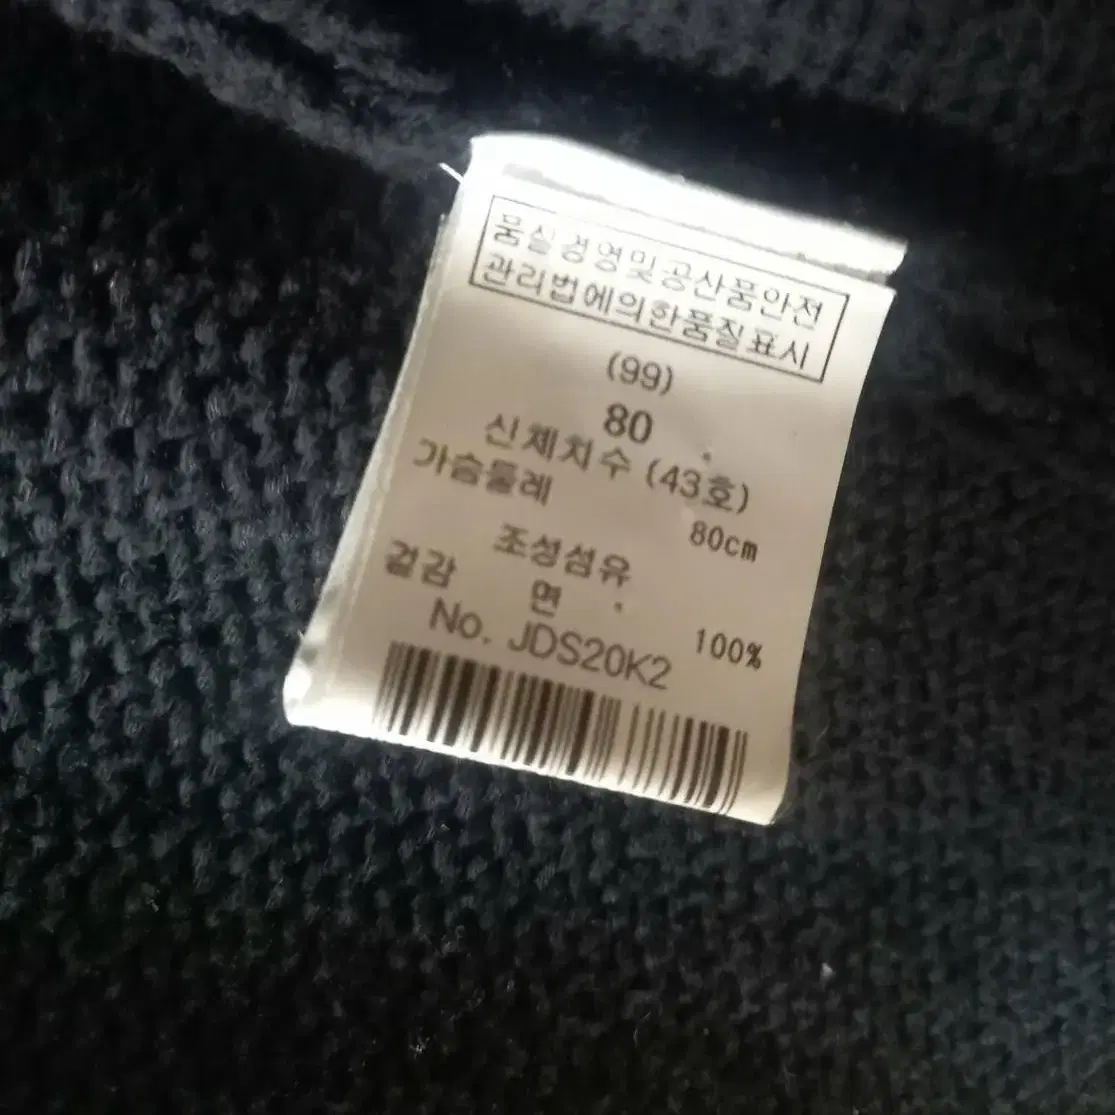 품질경영및공산품안전
관리법에의한품질표시
(99)
80
신체치수 (43호)
가슴둘레 80cm
조성섬유
겉감 면 100%
No. JDS20K2